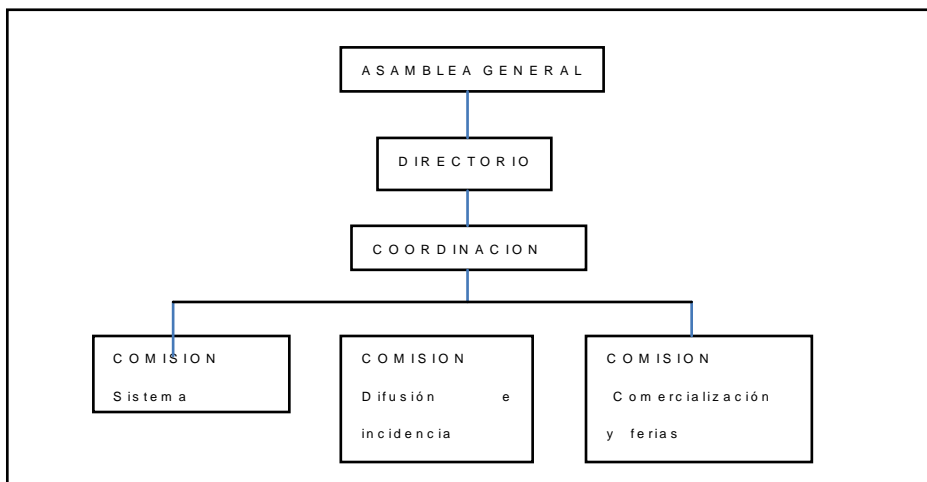 ASAMBLEA GENERAL
DIRECTORIO
COORDINACION
COMISION
Sistema
COMISION
Difusión e
incidencia
COMISION
Comercialización
y ferias